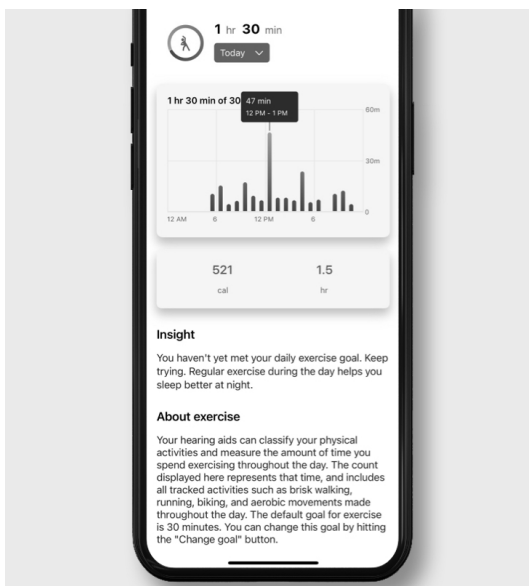 1 hr 30 min
Today
1 hr 30 min of 30
47 min
12 PM - 1 PM
60m
30m
0
12 AM 6 12 PM 6
521 1.5
cal hr
Insight
You haven't yet met your daily exercise goal. Keep
trying. Regular exercise during the day helps you
sleep better at night.
About exercise
Your hearing aids can classify your physical
activities and measure the amount of time you
spend exercising throughout the day. The count
displayed here represents that time, and includes
all tracked activities such as brisk walking,
running, biking, and aerobic movements made
throughout the day. The default goal for exercise
is 30 minutes. You can change this goal by hitting
the "Change goal" button.